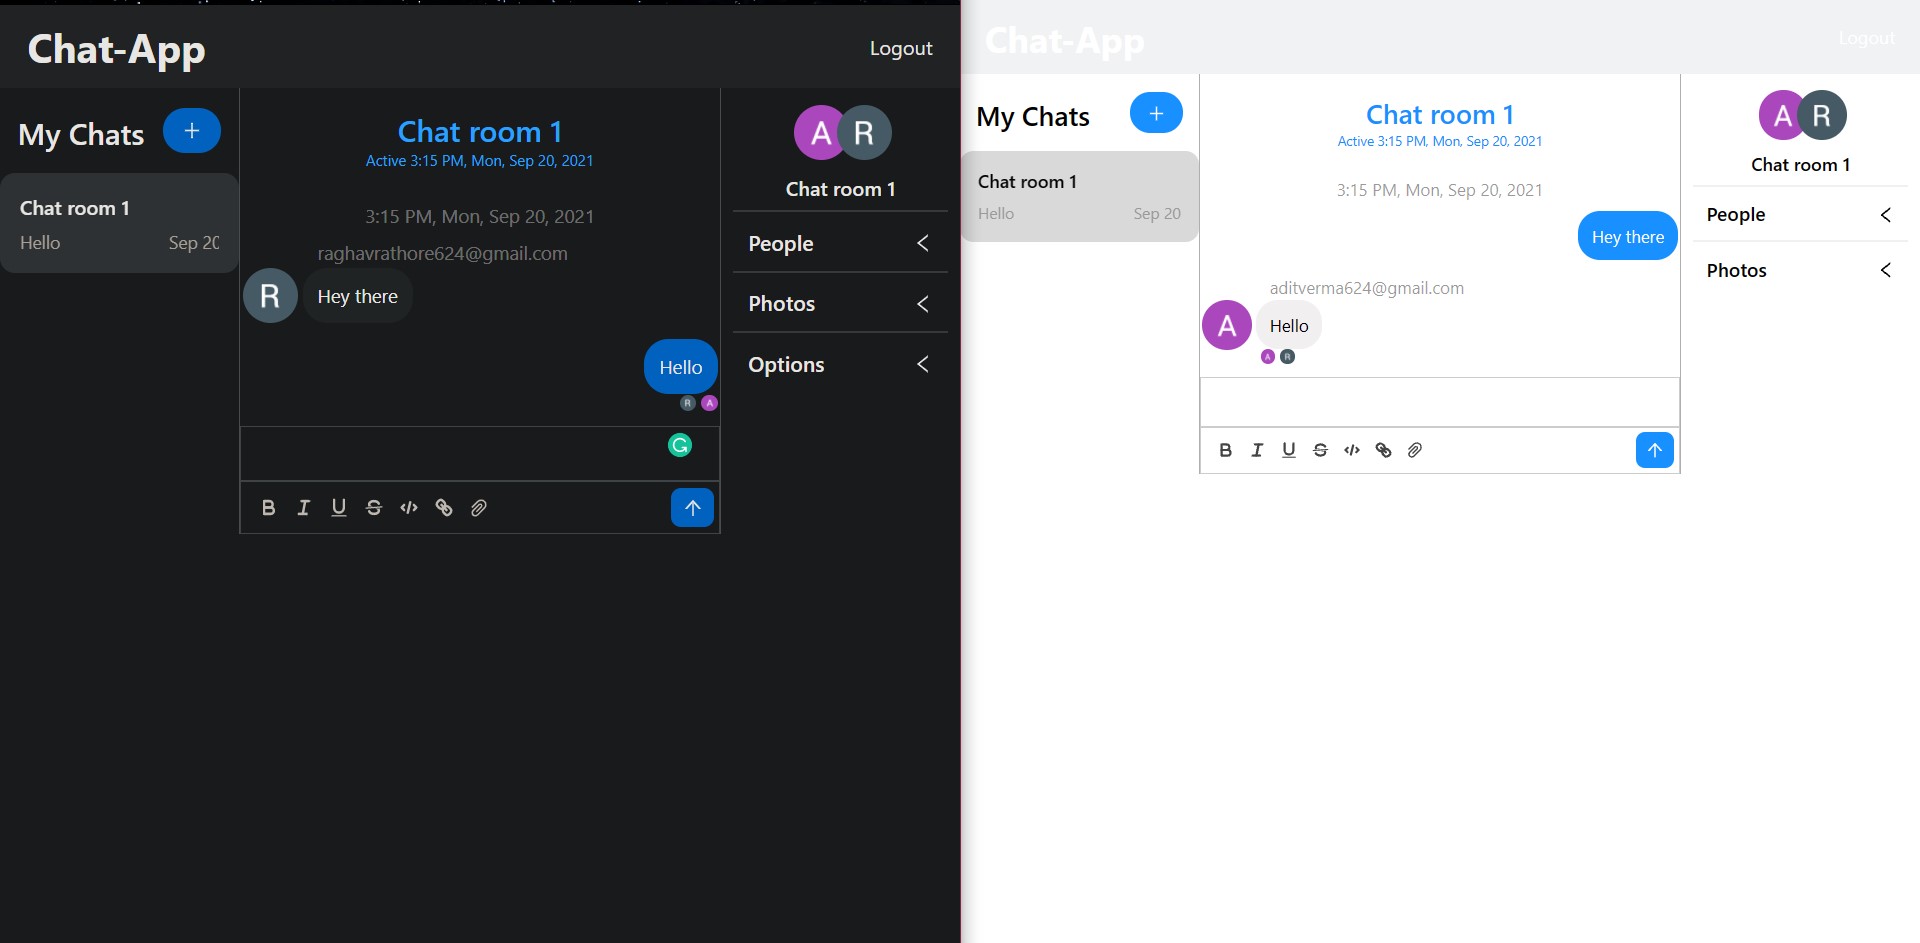 Chat-App
Logout
My Chats
+
Chat room 1
Hello
Sep 20
Chat room 1
Active 3:15 PM, Mon, Sep 20, 2021
3:15 PM, Mon, Sep 20, 2021
raghavrathore624@gmail.com
R
Hey there
Hello
R A
G
B I U S </>
A R
Chat room 1
People <
Photos <
Options <
Chat-App
Logout
My Chats
+
Chat room 1
Hello
Sep 20
Chat room 1
Active 3:15 PM, Mon, Sep 20, 2021
3:15 PM, Mon, Sep 20, 2021
Hey there
aditverma624@gmail.com
A
Hello
A R
B I U S </>
A R
Chat room 1
People <
Photos <